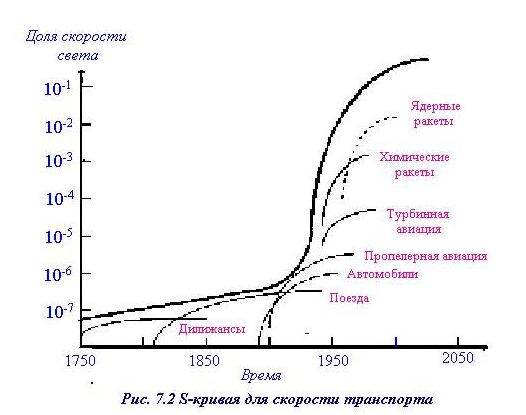 Доля скорости
света
10⁻¹
10⁻²
10⁻³
10⁻⁴
10⁻⁵
10⁻⁶
10⁻⁷
Ядерные
ракеты
Химические
ракеты
Турбинная
авиация
Пропелерная авиация
Автомобили
Поезда
Дилижансы
1750
1850
1950
2050
Время
Рис. 7.2 S-кривая для скорости транспорта